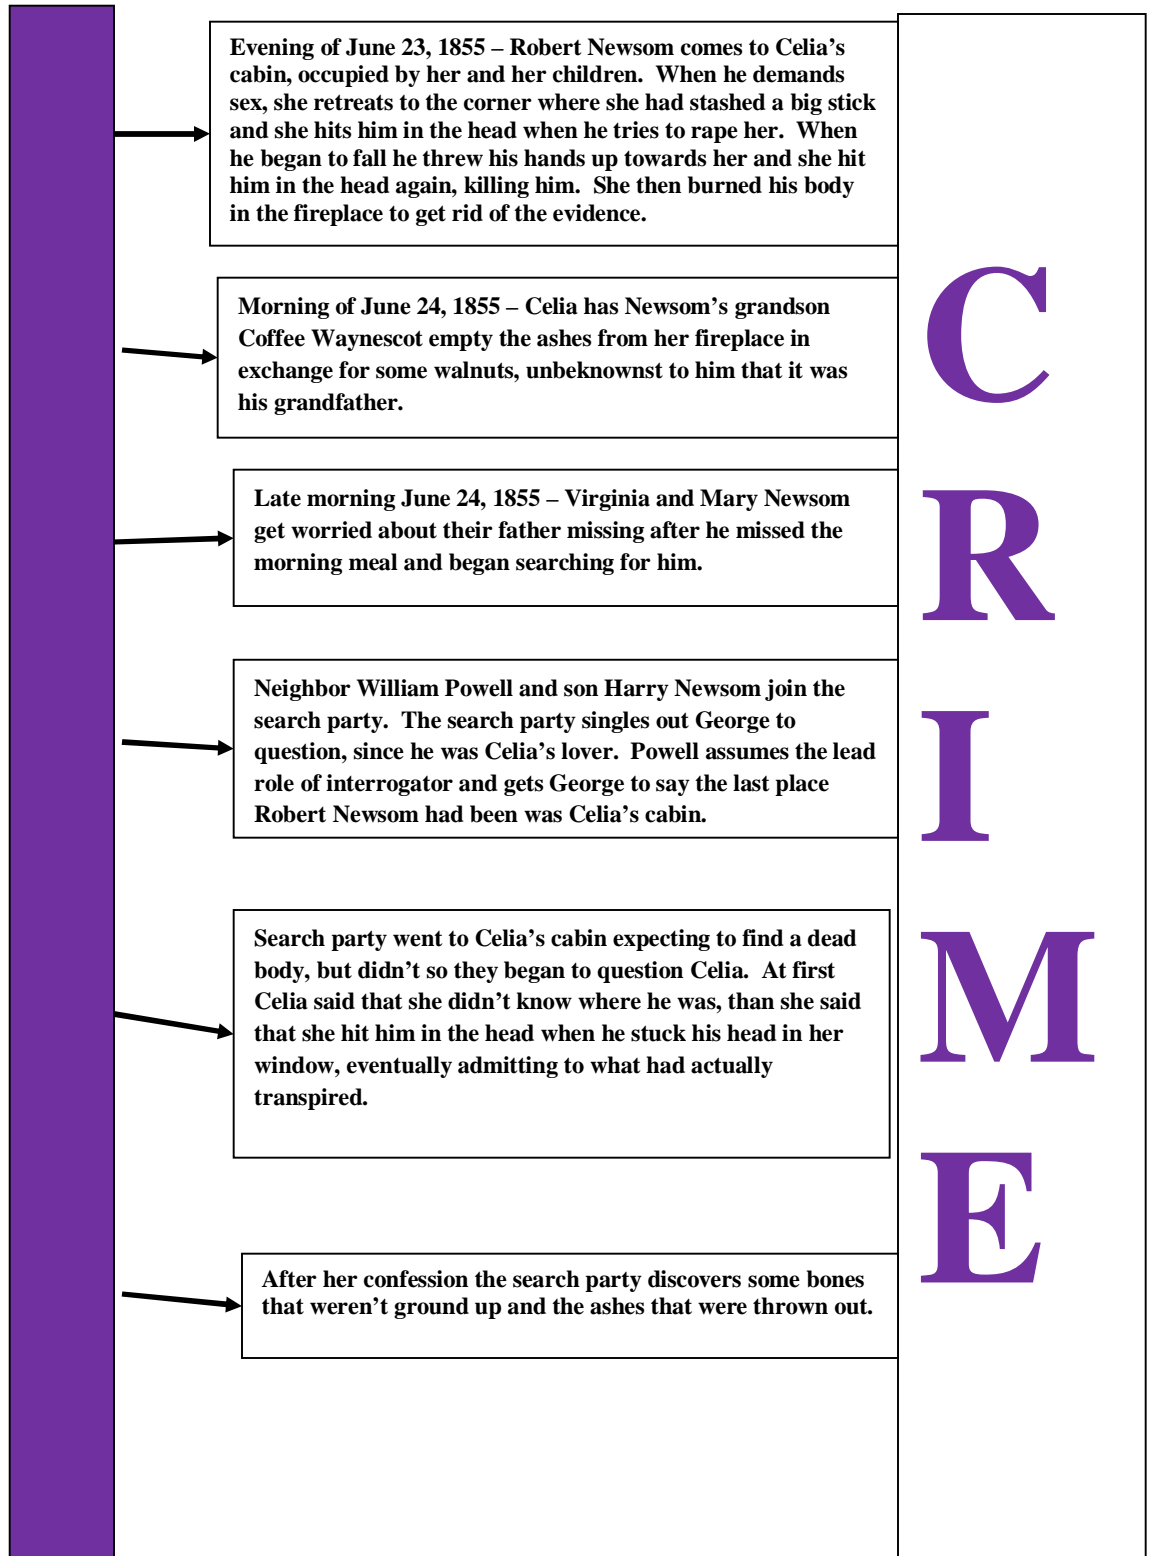 Evening of June 23, 1855 – Robert Newsom comes to Celia’s
cabin, occupied by her and her children.  When he demands
sex, she retreats to the corner where she had stashed a big stick
and she hits him in the head when he tries to rape her.  When
he began to fall he threw his hands up towards her and she hit
him in the head again, killing him.  She then burned his body
in the fireplace to get rid of the evidence.
Morning of June 24, 1855 – Celia has Newsom’s grandson
Coffee Waynescot empty the ashes from her fireplace in
exchange for some walnuts, unbeknownst to him that it was
his grandfather.
Late morning June 24, 1855 – Virginia and Mary Newsom
get worried about their father missing after he missed the
morning meal and began searching for him.
Neighbor William Powell and son Harry Newsom join the
search party.  The search party singles out George to
question, since he was Celia’s lover.  Powell assumes the lead
role of interrogator and gets George to say the last place
Robert Newsom had been was Celia’s cabin.
Search party went to Celia’s cabin expecting to find a dead
body, but didn’t so they began to question Celia.  At first
Celia said that she didn’t know where he was, than she said
that she hit him in the head when he stuck his head in her
window, eventually admitting to what had actually
transpired.
After her confession the search party discovers some bones
that weren’t ground up and the ashes that were thrown out.
C
R
I
M
E